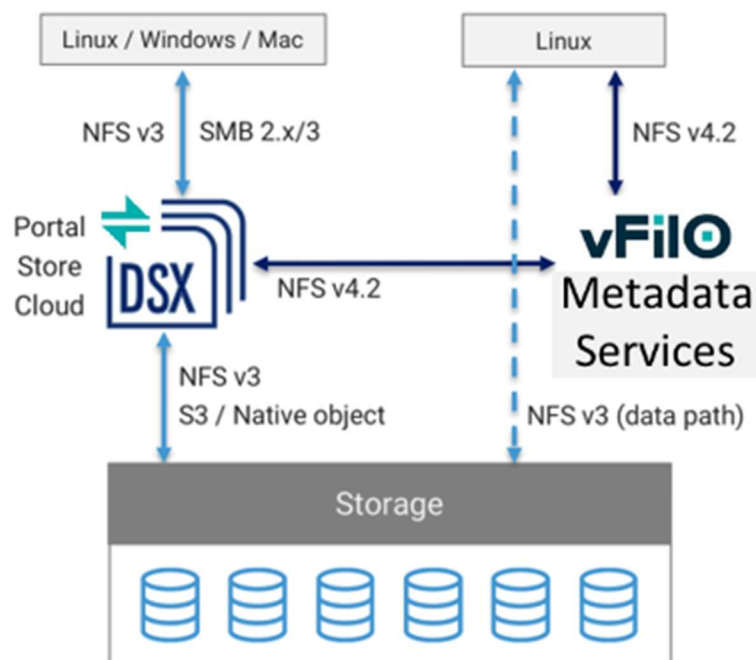 Linux / Windows / Mac
Linux
NFS v3
SMB 2.x/3
NFS v4.2
Portal
Store
Cloud
DSX
NFS v4.2
vFilO
Metadata
Services
NFS v3
S3 / Native object
NFS v3 (data path)
Storage